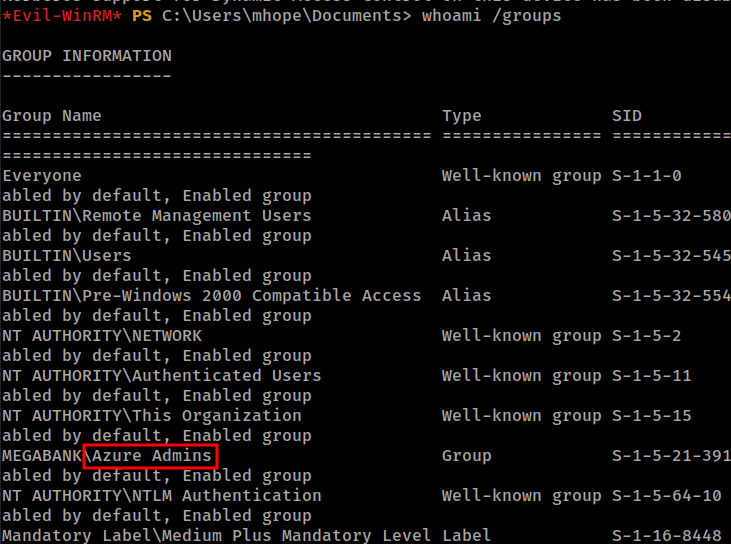 *Evil-WinRM* PS C:\Users\mhope\Documents> whoami /groups
GROUP INFORMATION
-----------------
Group Name                                  Type             SID
=========================================== ================ ============
===============================
Everyone                                    Well-known group S-1-1-0
abled by default, Enabled group
BUILTIN\Remote Management Users             Alias            S-1-5-32-580
abled by default, Enabled group
BUILTIN\Users                               Alias            S-1-5-32-545
abled by default, Enabled group
BUILTIN\Pre-Windows 2000 Compatible Access  Alias            S-1-5-32-554
abled by default, Enabled group
NT AUTHORITY\NETWORK                        Well-known group S-1-5-2
abled by default, Enabled group
NT AUTHORITY\Authenticated Users            Well-known group S-1-5-11
abled by default, Enabled group
NT AUTHORITY\This Organization              Well-known group S-1-5-15
abled by default, Enabled group
MEGABANK\Azure Admins                       Group            S-1-5-21-391
abled by default, Enabled group
NT AUTHORITY\NTLM Authentication            Well-known group S-1-5-64-10
abled by default, Enabled group
Mandatory Label\Medium Plus Mandatory Level Label            S-1-16-8448